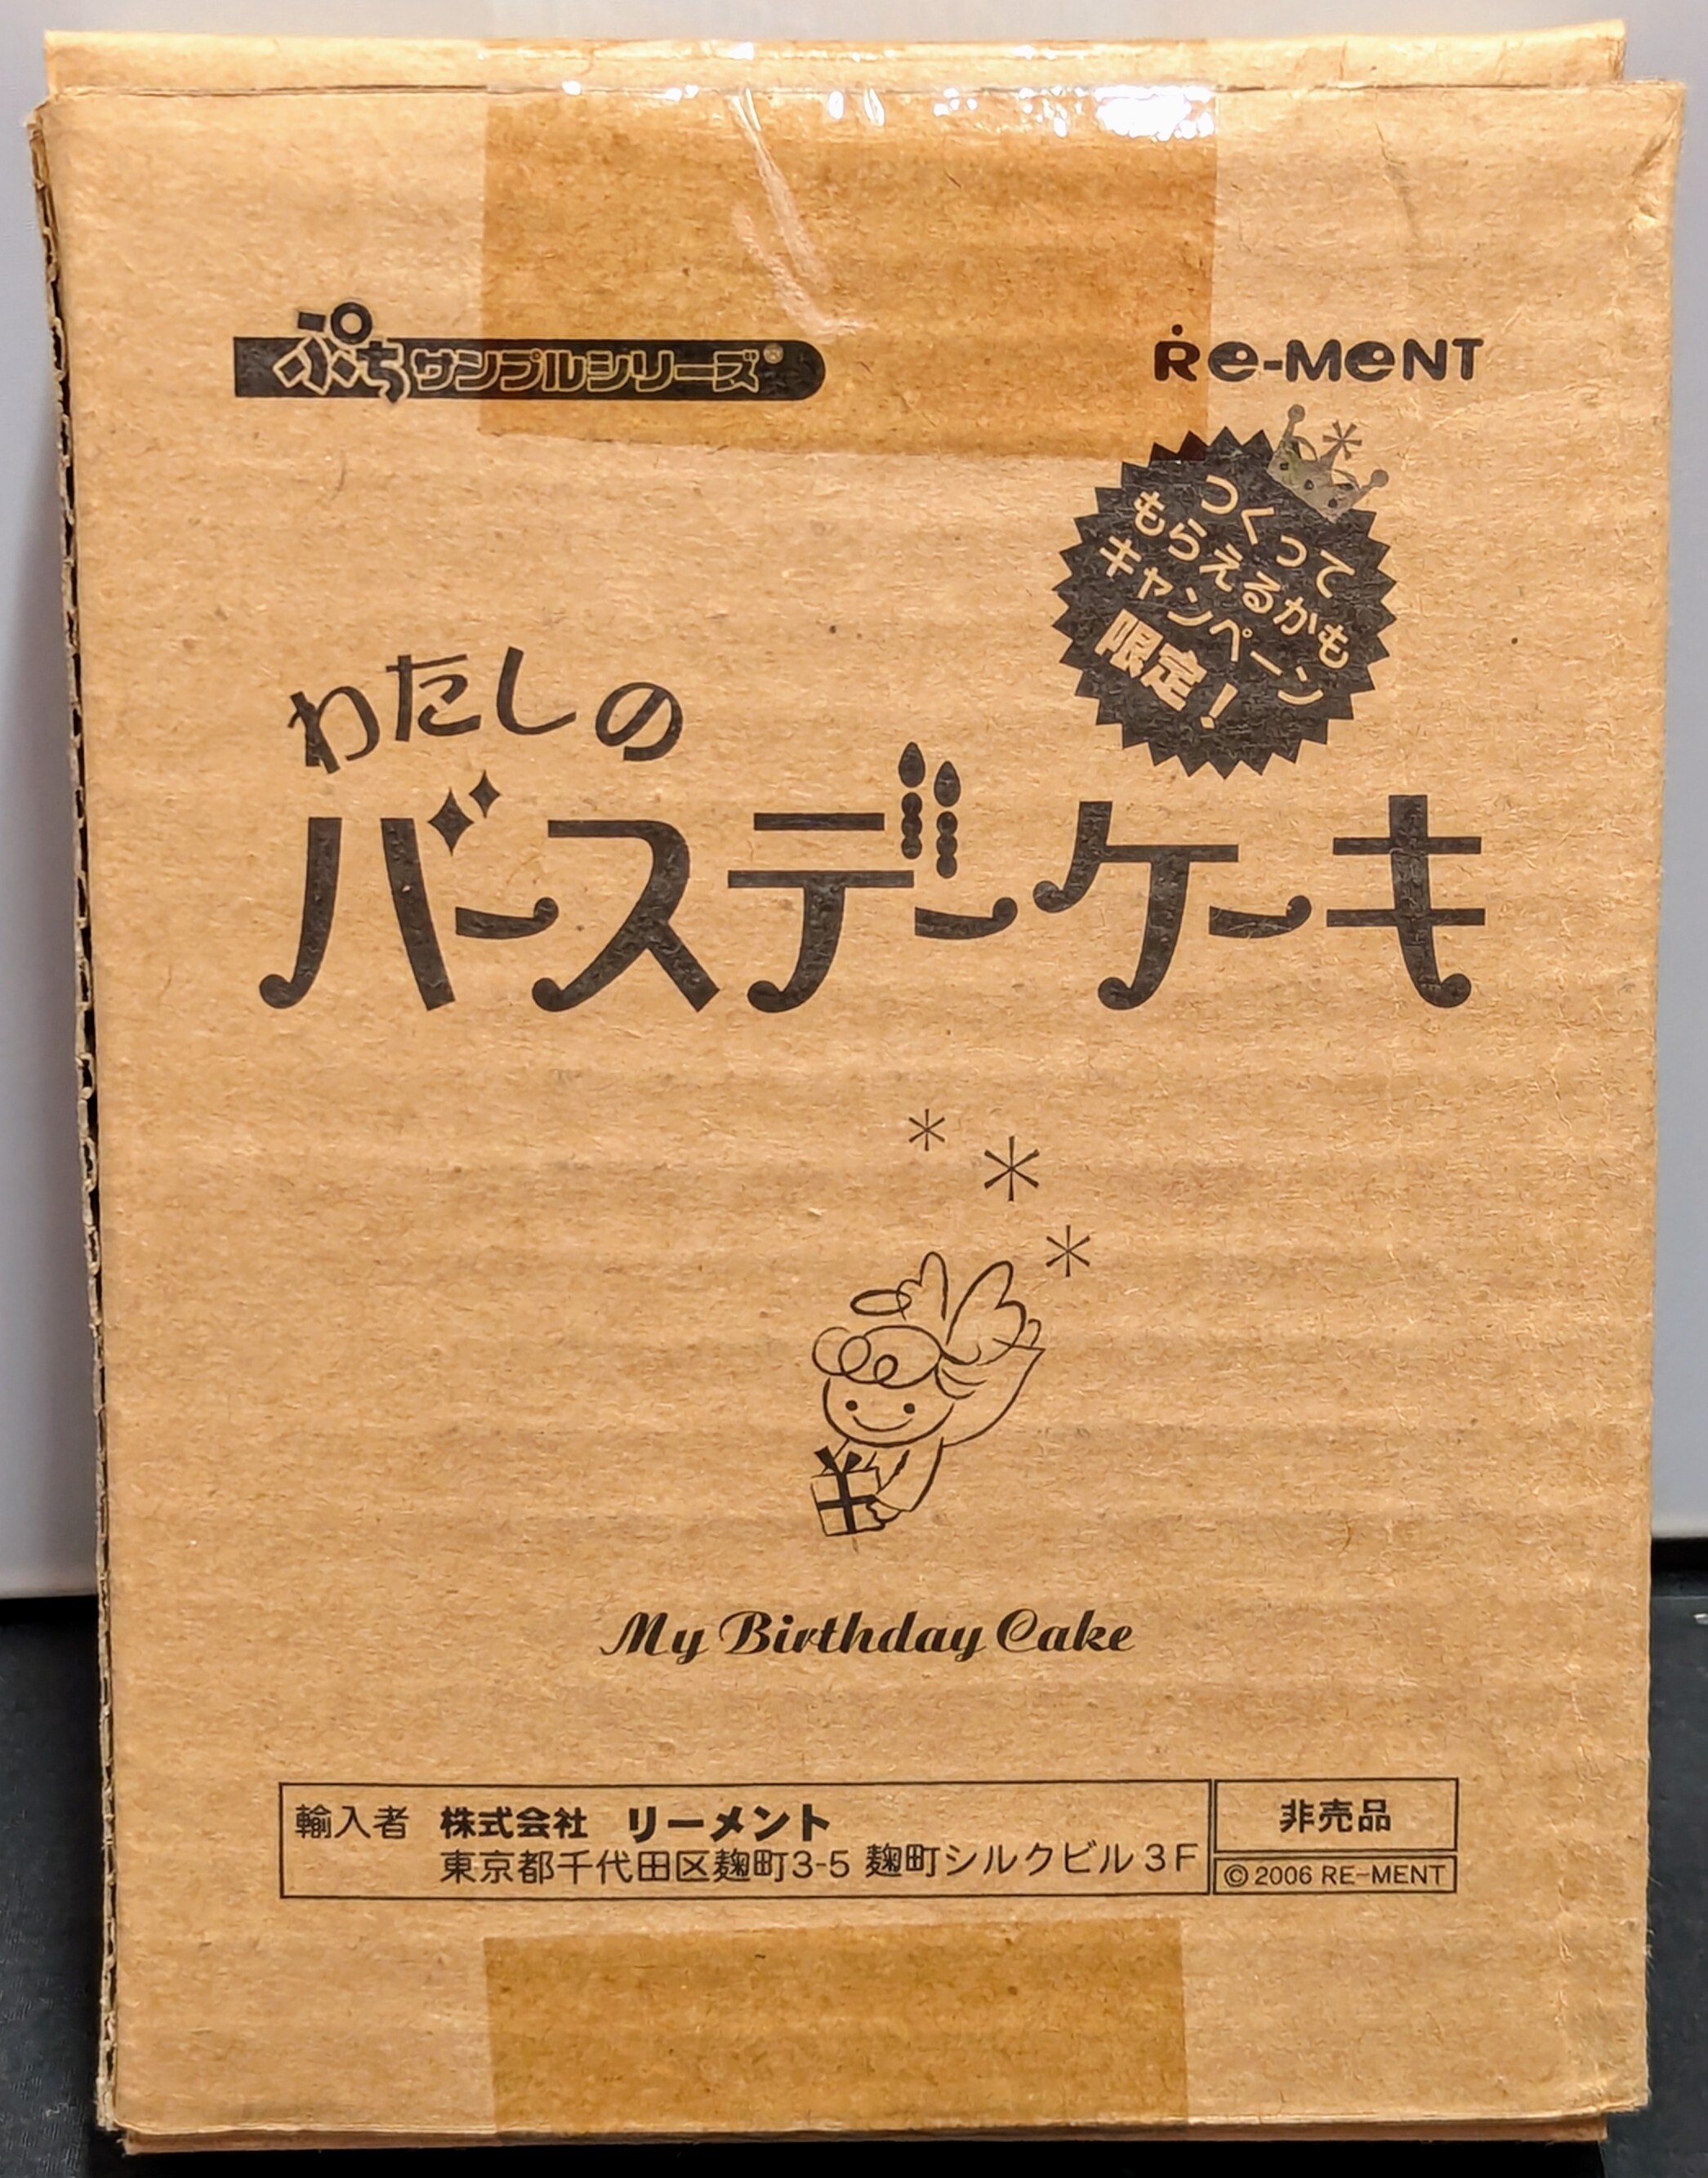 ぷちサンプルシリーズ®
Re-MENT
つくって
もらえるかも
キャンペーン
限定!
わたしの
バースデーケーキ
My Birthday Cake
輸入者 株式会社 リーメント
東京都千代田区麹町3-5 麹町シルクビル3F
非売品
©2006 RE-MENT